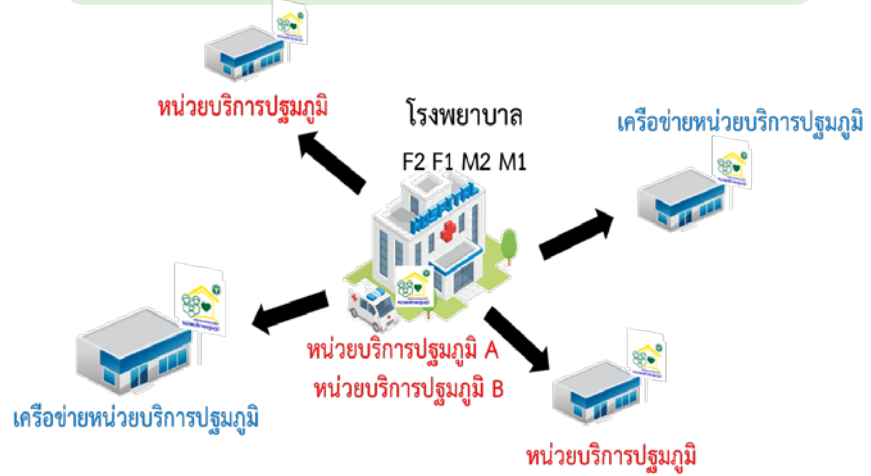 หน่วยบริการปฐมภูมิ
โรงพยาบาล
F2 F1 M2 M1
เครือข่ายหน่วยบริการปฐมภูมิ
HOSPITAL
หน่วยบริการปฐมภูมิ A
หน่วยบริการปฐมภูมิ B
เครือข่ายหน่วยบริการปฐมภูมิ
หน่วยบริการปฐมภูมิ